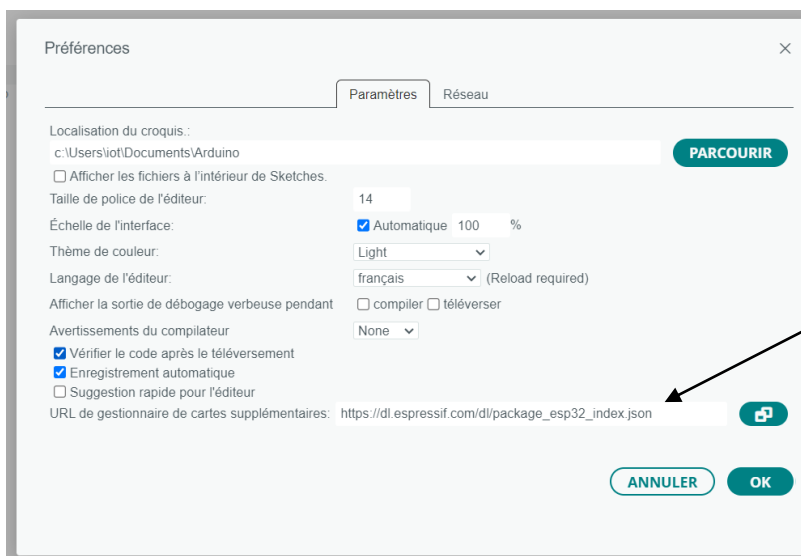 Préférences
Paramètres Réseau
Localisation du croquis.:
c:\Users\iot\Documents\Arduino PARCOURIR
Afficher les fichiers à l'intérieur de Sketches.
Taille de police de l'éditeur: 14
Échelle de l'interface: Automatique 100 %
Thème de couleur: Light
Langage de l'éditeur: français (Reload required)
Afficher la sortie de débogage verbeuse pendant compiler téléverser
Avertissements du compilateur None
Vérifier le code après le téléversement
Enregistrement automatique
Suggestion rapide pour l'éditeur
URL de gestionnaire de cartes supplémentaires: https://dl.espressif.com/dl/package_esp32_index.json
ANNULER OK